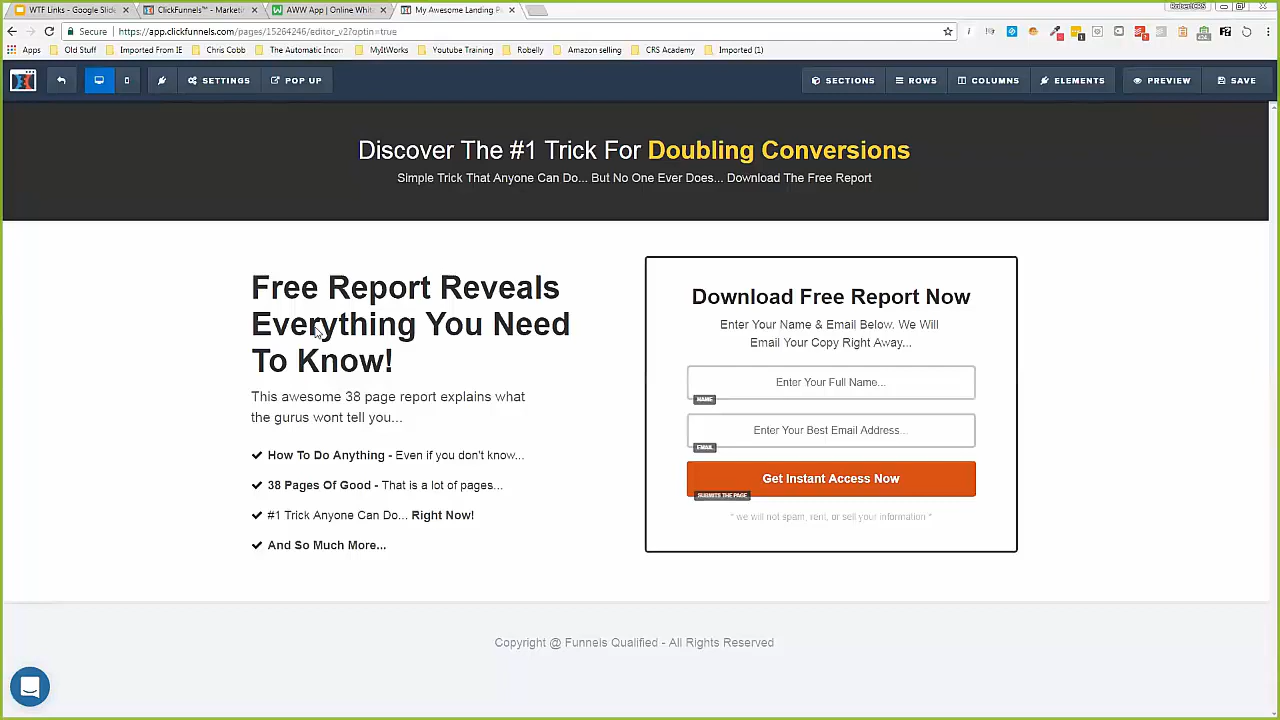 WTF Links - Google Slide
ClickFunnels™ - Marketi
AWW App | Online White
My Awesome Landing P
Secure
https://app.clickfunnels.com/pages/15264246/editor_v2?optin=true
Apps
Old Stuff
Imported From IE
Chris Cobb
The Automatic Incom
MyItWorks
Youtube Training
Robelly
Amazon selling
CRS Academy
Imported (1)
SETTINGS
POP UP
SECTIONS
ROWS
COLUMNS
ELEMENTS
PREVIEW
SAVE
Discover The #1 Trick For Doubling Conversions
Simple Trick That Anyone Can Do... But No One Ever Does... Download The Free Report
Free Report Reveals
Everything You Need
To Know!
This awesome 38 page report explains what
the gurus wont tell you...
How To Do Anything - Even if you don't know...
38 Pages Of Good - That is a lot of pages...
#1 Trick Anyone Can Do... Right Now!
And So Much More...
Download Free Report Now
Enter Your Name & Email Below. We Will
Email Your Copy Right Away...
Enter Your Full Name...
NAME
Enter Your Best Email Address...
EMAIL
Get Instant Access Now
SUBMITS THE PAGE
* we will not spam, rent, or sell your information *
Copyright @ Funnels Qualified - All Rights Reserved